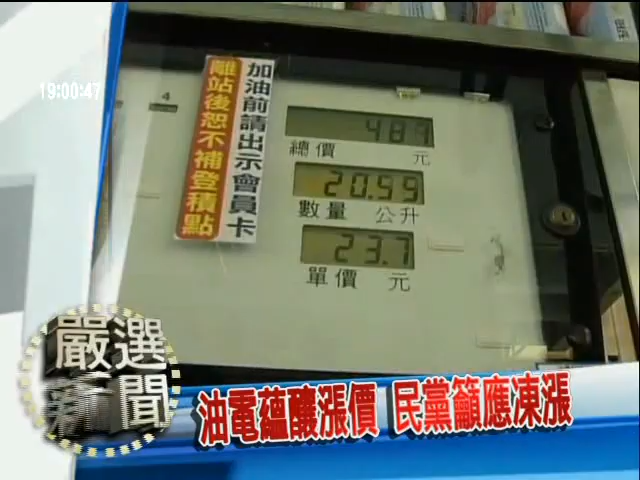 19:00:47
加油前請出示會員卡
離站後恕不補登積點
4
487
總價 元
20.59
數量 公升
23.7
單價 元
嚴選
新聞
油電蘊釀漲價 民黨籲應凍漲